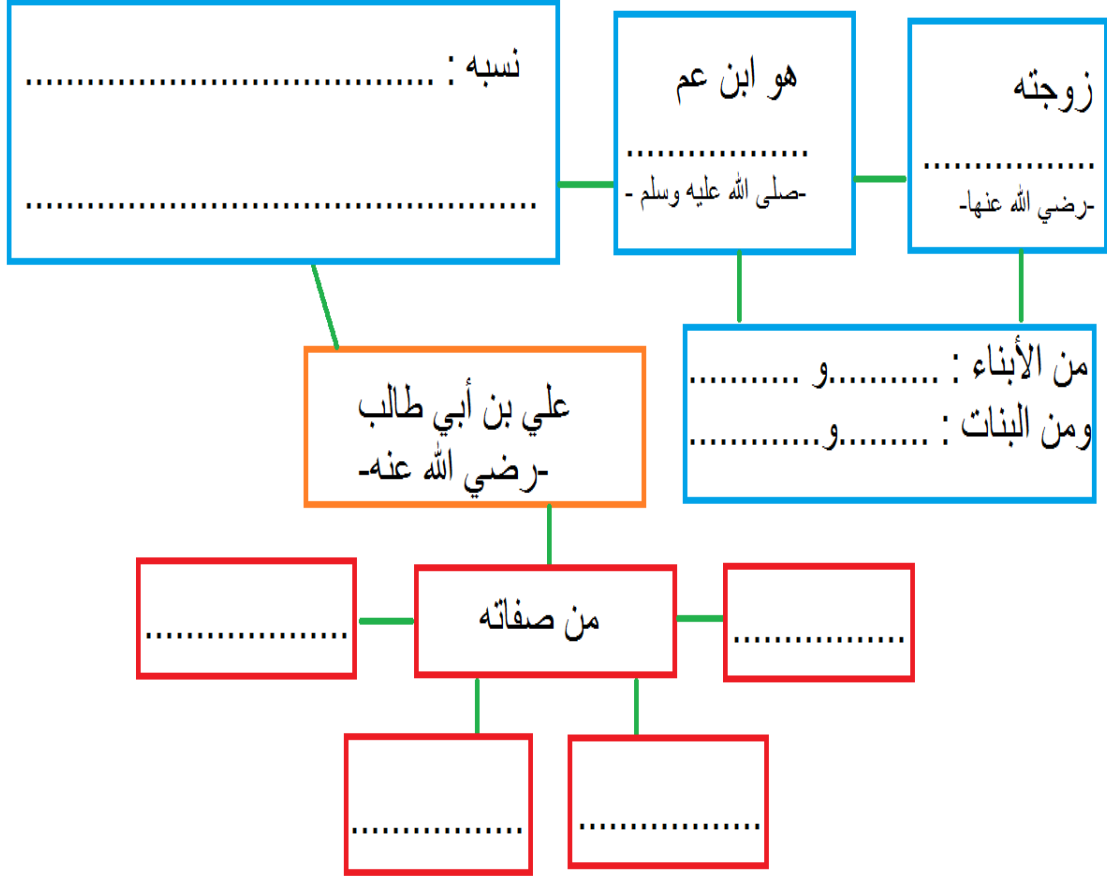 زوجته
.................
-رضي الله عنها-
هو ابن عم
..................
-صلى الله عليه وسلم -
نسبه : ........................................
..................................................
من الأبناء : ...........و ...........
ومن البنات : .........و.............
علي بن أبي طالب
-رضي الله عنه-
من صفاته
.................
....................
..................
.................